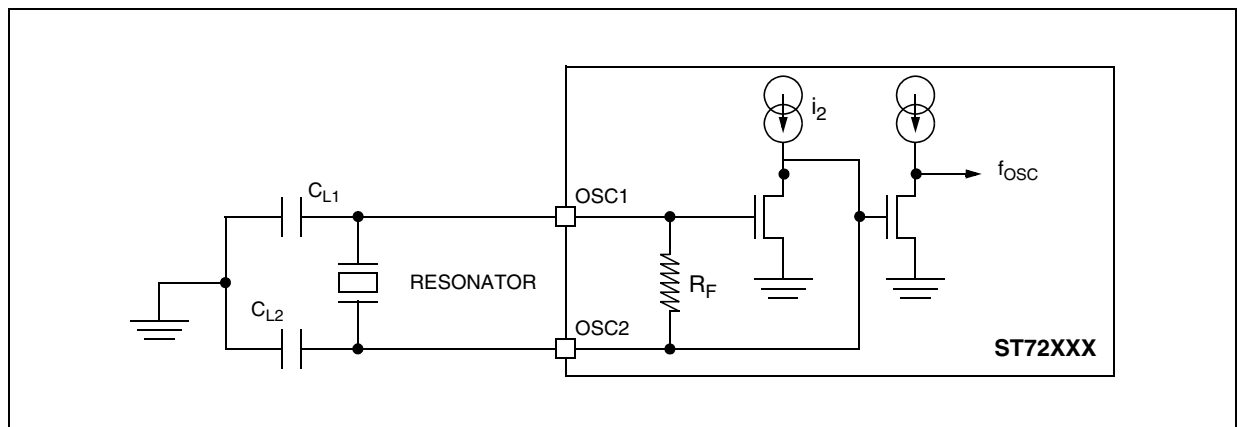 i2
fOSC
CL1
OSC1
RESONATOR
RF
CL2
OSC2
ST72XXX